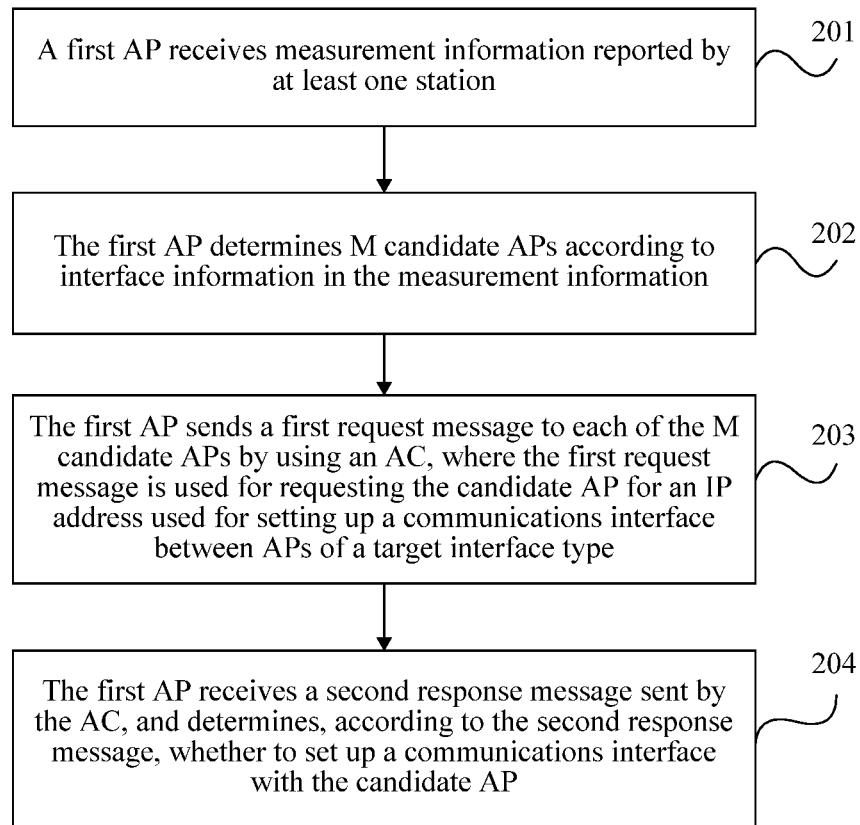 A first AP receives measurement information reported by
at least one station
201
The first AP determines M candidate APs according to
interface information in the measurement information
202
The first AP sends a first request message to each of the M
candidate APs by using an AC, where the first request
message is used for requesting the candidate AP for an IP
address used for setting up a communications interface
between APs of a target interface type
203
The first AP receives a second response message sent by
the AC, and determines, according to the second response
message, whether to set up a communications interface
with the candidate AP
204